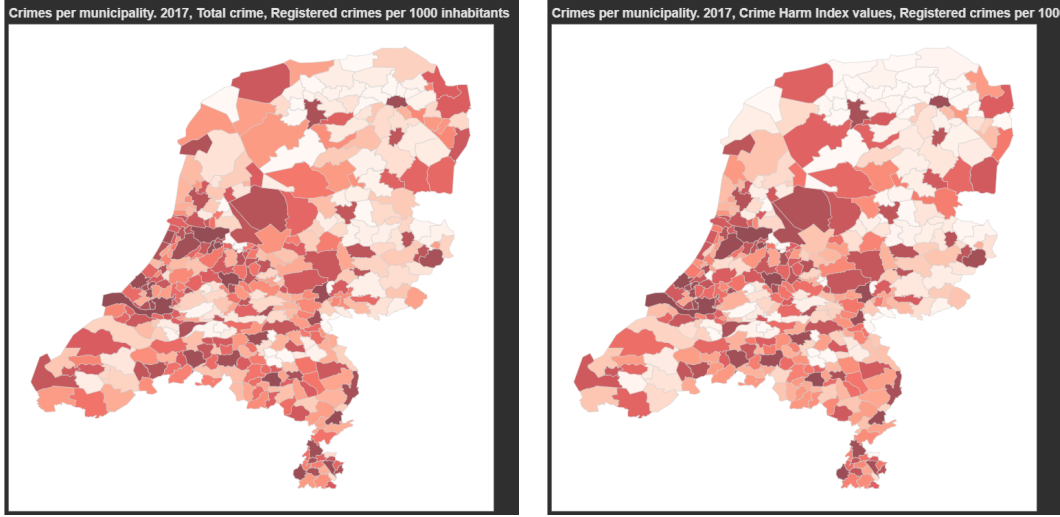 Crimes per municipality. 2017, Total crime, Registered crimes per 1000 inhabitants
Crimes per municipality. 2017, Crime Harm Index values, Registered crimes per 100